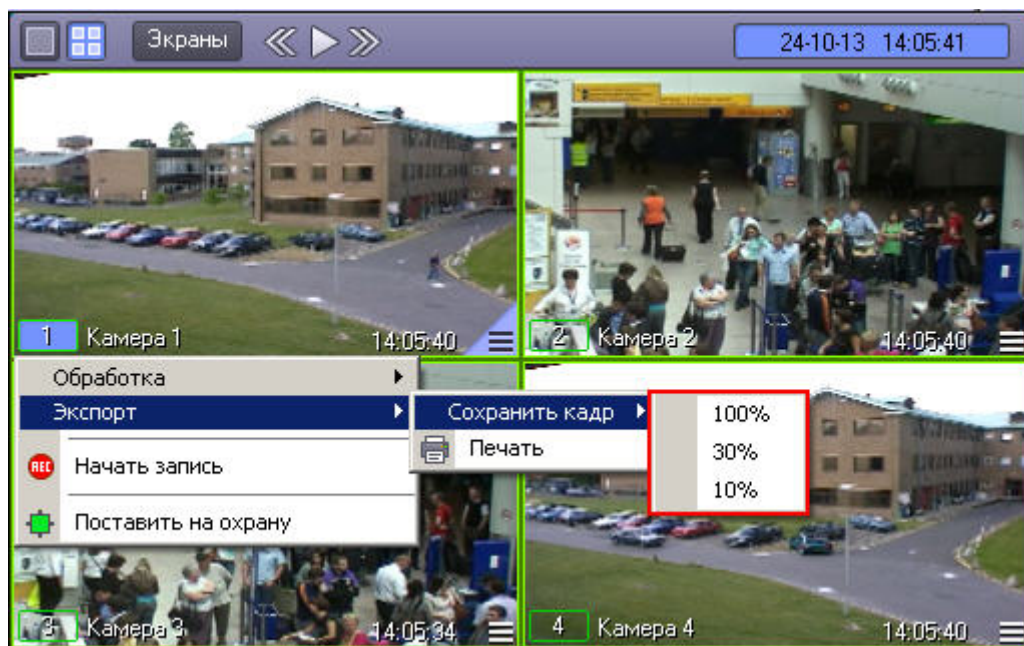 Экраны 24-10-13 14:05:41
1 Камера 1 14:05:40
2 Камера 2 14:05:40
Обработка
Экспорт
Начать запись
Поставить на охрану
Сохранить кадр
Печать
100%
30%
10%
REC
3 Камера 3 14:05:34
4 Камера 4 14:05:40